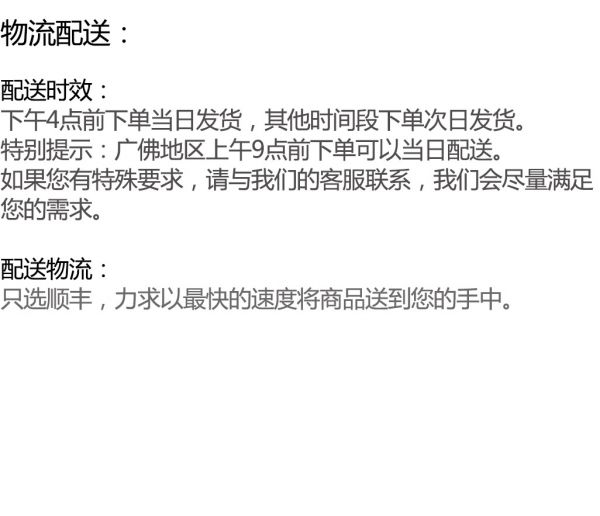 物流配送：
配送时效：
下午4点前下单当日发货，其他时间段下单次日发货。
特别提示：广佛地区上午9点前下单可以当日配送。
如果您有特殊要求，请与我们的客服联系，我们会尽量满足
您的需求。
配送物流：
只选顺丰，力求以最快的速度将商品送到您的手中。